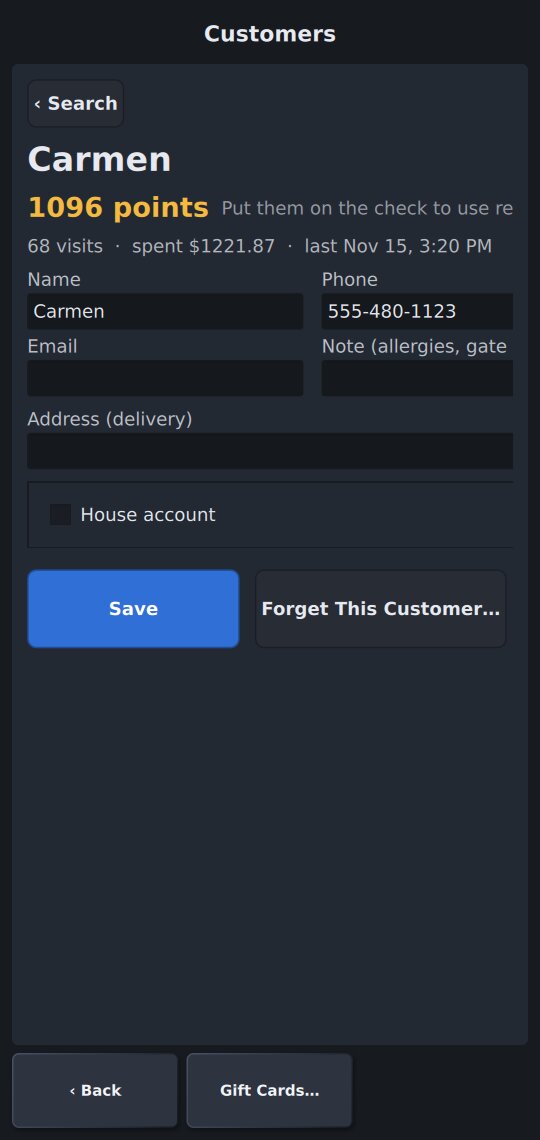 Customers
‹ Search
Carmen
1096 points Put them on the check to use re
68 visits · spent $1221.87 · last Nov 15, 3:20 PM
Name Phone
Carmen 555-480-1123
Email Note (allergies, gate
Address (delivery)
House account
Save Forget This Customer...
‹ Back Gift Cards...